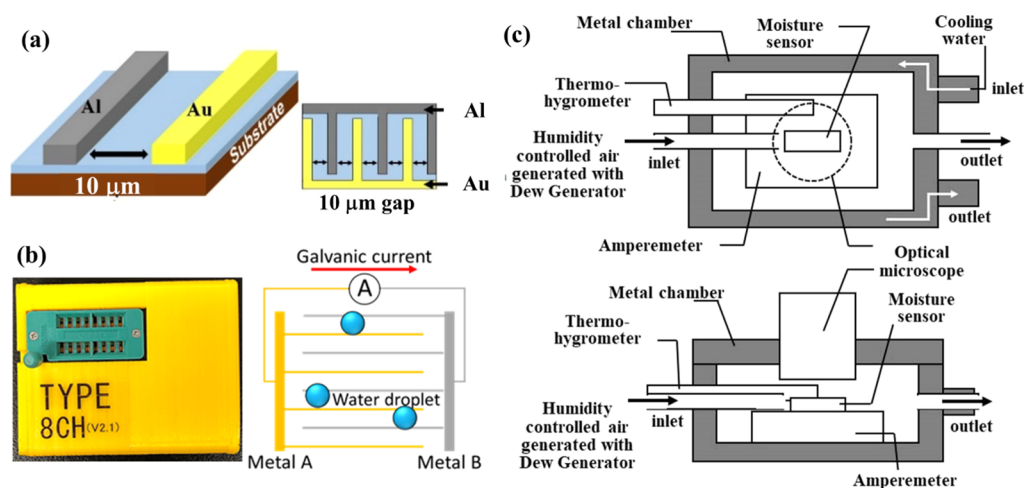 (a)
Al
Au
Substrate
10 μm
Al
Au
10 μm gap
(b)
TYPE
8CH(V2.1)
Galvanic current
A
Water droplet
Metal A
Metal B
(c)
Metal chamber
Moisture
sensor
Cooling
water
inlet
Thermo-
hygrometer
Humidity
controlled air
generated with
Dew Generator
inlet
outlet
outlet
Amperemeter
Optical
microscope
Metal chamber
Moisture
sensor
Thermo-
hygrometer
Humidity
controlled air
generated with
Dew Generator
inlet
outlet
Amperemeter